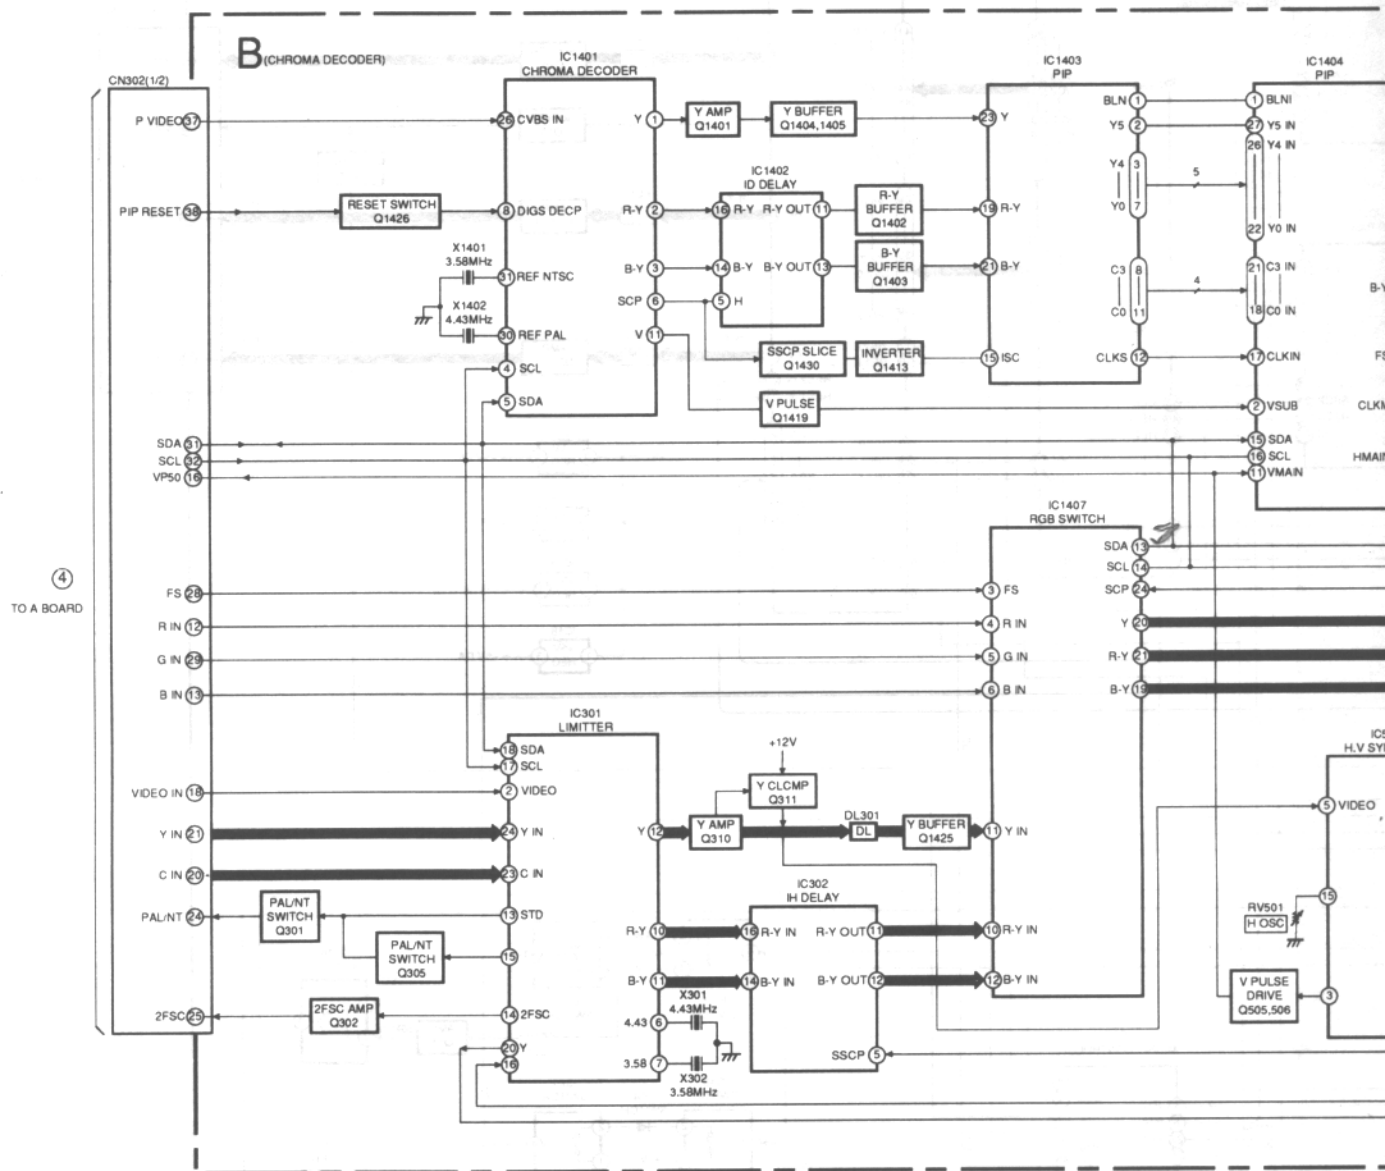 B (CHROMA DECODER)
CN302(1/2)
P VIDEO 37
PIP RESET 38
SDA 31
SCL 32
VP50 16
4
TO A BOARD
FS 28
R IN 12
G IN 29
B IN 13
VIDEO IN 18
Y IN 21
C IN 20
PAL/NT 24
2FSC 25
RESET SWITCH
Q1426
X1401
3.58MHz
X1402
4.43MHz
IC1401
CHROMA DECODER
26 CVBS IN
8 DIGS DECP
31 REF NTSC
30 REF PAL
4 SCL
5 SDA
Y 1
R-Y 2
B-Y 3
SCP 6
V 11
Y AMP
Q1401
Y BUFFER
Q1404,1405
IC1402
ID DELAY
16 R-Y R-Y OUT 11
14 B-Y B-Y OUT 13
5 H
R-Y
BUFFER
Q1402
B-Y
BUFFER
Q1403
SSCP SLICE
Q1430
INVERTER
Q1413
V PULSE
Q1419
IC1403
PIP
23 Y
19 R-Y
21 B-Y
15 ISC
BLN 1
Y5 2
Y4 3
Y0 7
C3 8
C0 11
CLKS 12
5
4
IC1404
PIP
1 BLNI
27 Y5 IN
26 Y4 IN
22 Y0 IN
21 C3 IN
18 C0 IN
17 CLKIN
2 VSUB
15 SDA
16 SCL
11 VMAIN
B-Y
FS
CLKM
HMAIN
IC1407
RGB SWITCH
3 FS
4 R IN
5 G IN
6 B IN
11 Y IN
10 R-Y IN
12 B-Y IN
SDA 13
SCL 14
SCP 24
Y 20
R-Y 21
B-Y 19
IC301
LIMITTER
18 SDA
17 SCL
2 VIDEO
24 Y IN
23 C IN
13 STD
15
14 2FSC
20 Y
16
Y 12
R-Y 10
B-Y 11
4.43 6
3.58 7
PAL/NT
SWITCH
Q301
PAL/NT
SWITCH
Q305
2FSC AMP
Q302
+12V
Y CLCMP
Q311
Y AMP
Q310
DL301
DL
Y BUFFER
Q1425
IC302
IH DELAY
16 R-Y IN R-Y OUT 11
14 B-Y IN B-Y OUT 12
SSCP 5
X301
4.43MHz
X302
3.58MHz
IC5
H.V SY
5 VIDEO
15
3
RV501
H OSC
V PULSE
DRIVE
Q505,506